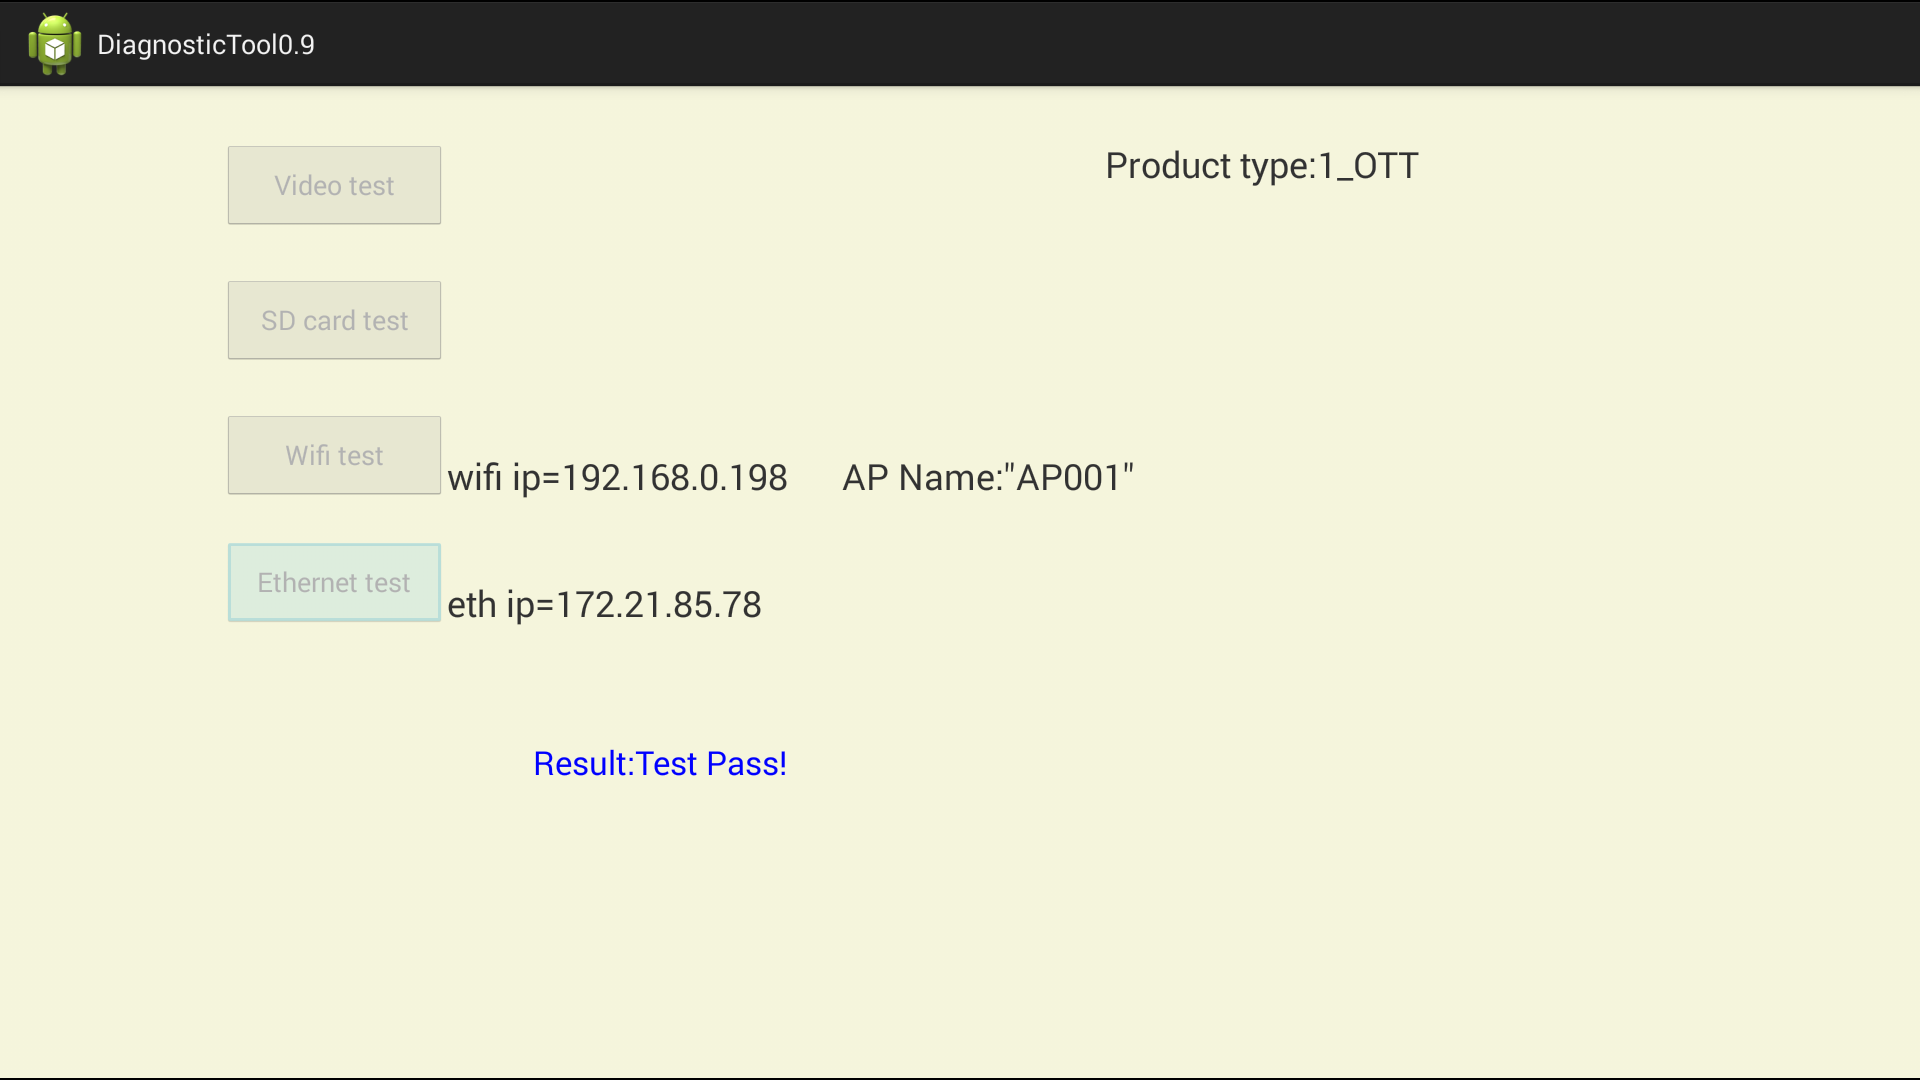 DiagnosticTool0.9
Video test
Product type:1_OTT
SD card test
Wifi test
wifi ip=192.168.0.198 AP Name:"AP001"
Ethernet test
eth ip=172.21.85.78
Result:Test Pass!